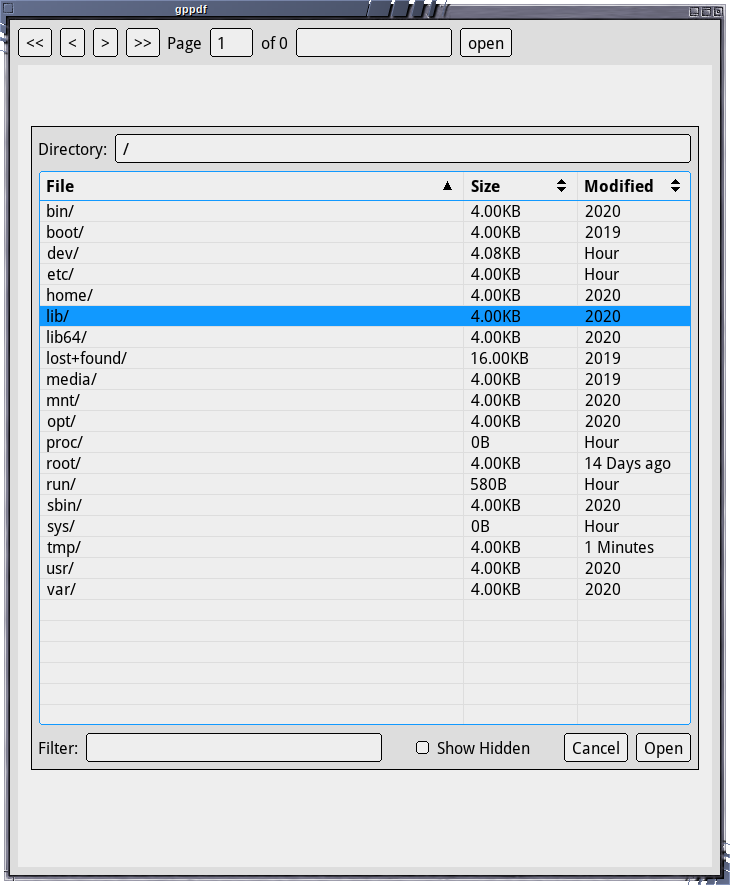 gppdf
<< < > >> Page 1 of 0 open
Directory: /
File Size Modified
bin/ 4.00KB 2020
boot/ 4.00KB 2019
dev/ 4.08KB Hour
etc/ 4.00KB Hour
home/ 4.00KB 2020
lib/ 4.00KB 2020
lib64/ 4.00KB 2020
lost+found/ 16.00KB 2019
media/ 4.00KB 2019
mnt/ 4.00KB 2020
opt/ 4.00KB 2020
proc/ 0B Hour
root/ 4.00KB 14 Days ago
run/ 580B Hour
sbin/ 4.00KB 2020
sys/ 0B Hour
tmp/ 4.00KB 1 Minutes
usr/ 4.00KB 2020
var/ 4.00KB 2020
Filter: Show Hidden Cancel Open